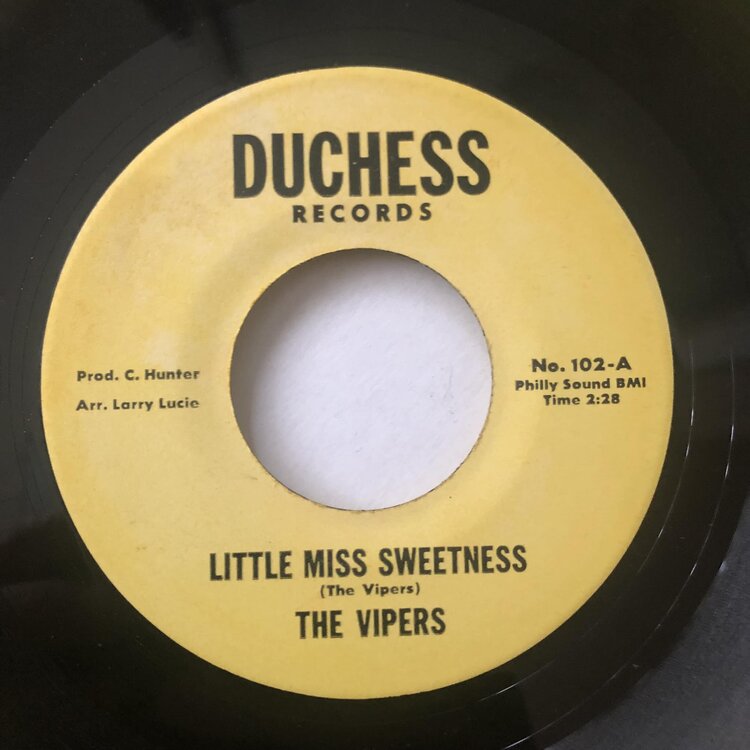 DUCHESS
RECORDS
Prod. C. Hunter
Arr. Larry Lucie
No. 102-A
Philly Sound BMI
Time 2:28
LITTLE MISS SWEETNESS
(The Vipers)
THE VIPERS